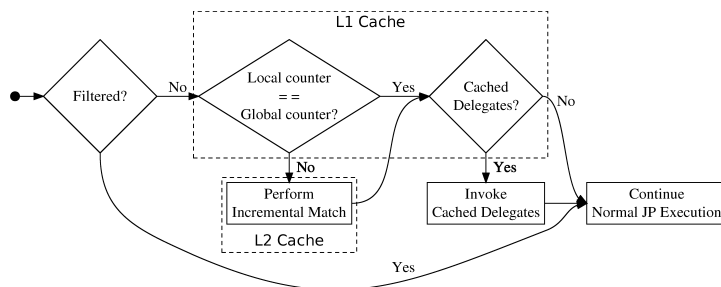 L1 Cache
Filtered?
No
Local counter
= =
Global counter?
Yes
Cached
Delegates?
No
No
Yes
Perform
Incremental Match
L2 Cache
Invoke
Cached Delegates
Continue
Normal JP Execution
Yes